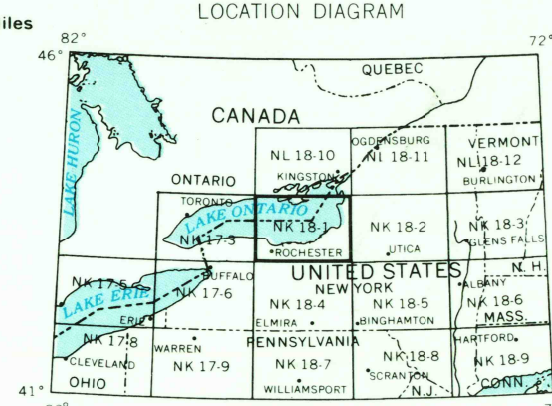 LOCATION DIAGRAM
iles
82°
72°
46°
QUEBEC
CANADA
LAKE HURON
OGDENSBURG
VERMONT
NL 18-10
NL 18-11
NL 18-12
KINGSTON
BURLINGTON
ONTARIO
TORONTO
LAKE ONTARIO
NK 17-3
NK 18-1
NK 18-2
NK 18-3
ROCHESTER
UTICA
GLENS FALLS
BUFFALO
UNITED STATES
N. H.
NK 17-5
NK 17-6
NEW YORK
ALBANY
LAKE ERIE
NK 18-4
NK 18-5
NK 18-6
ERIE
ELMIRA
BINGHAMTON
MASS.
NK 17-8
WARREN
PENNSYLVANIA
HARTFORD
CLEVELAND
NK 17-9
NK 18-7
NK 18-8
NK 18-9
SCRANTON
41°
OHIO
WILLIAMSPORT
N.J.
CONN.